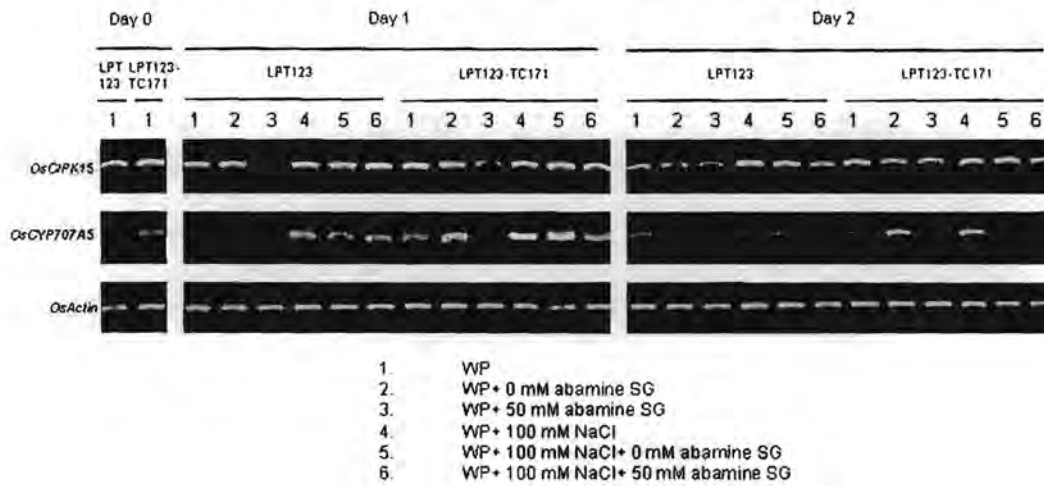 Day 0 Day 1 Day 2
LPT 123 LPT123-TC171 LPT123 LPT123-TC171 LPT123 LPT123-TC171
1 1 1 2 3 4 5 6 1 2 3 4 5 6 1 2 3 4 5 6 1 2 3 4 5 6
OsCIPK15
OsCYP707A5
OsActin
1. WP
2. WP+ 0 mM abamine SG
3. WP+ 50 mM abamine SG
4. WP+ 100 mM NaCl
5. WP+ 100 mM NaCl+ 0 mM abamine SG
6. WP+ 100 mM NaCl+ 50 mM abamine SG